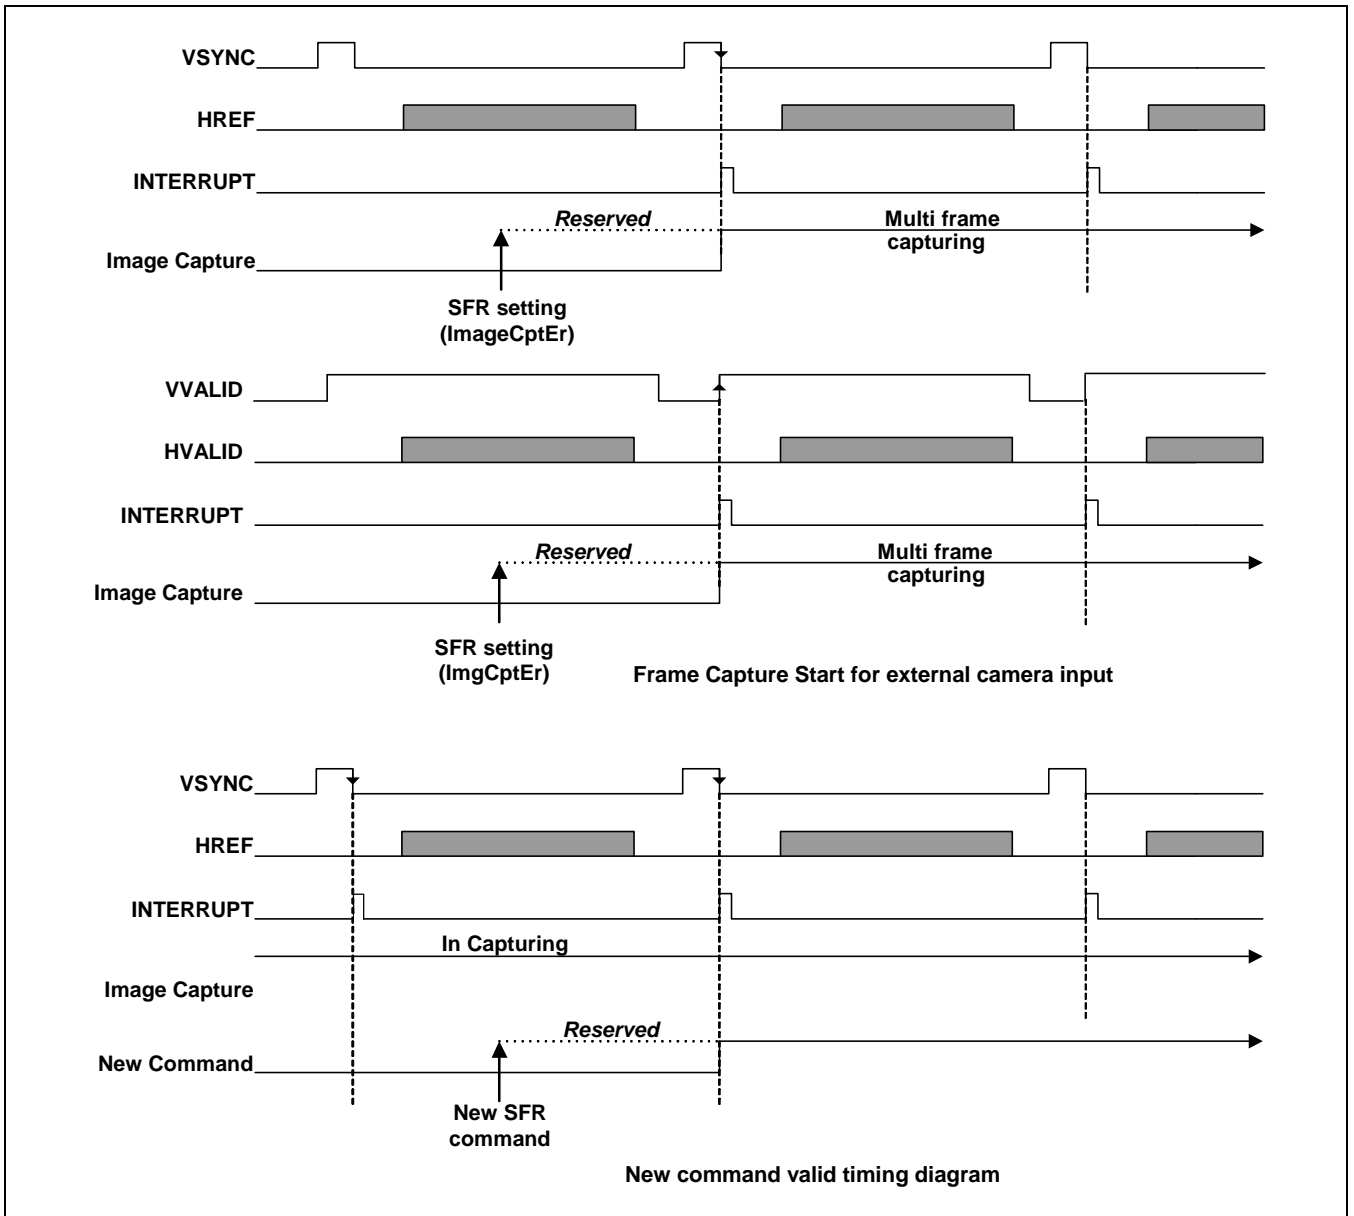 VSYNC
HREF
INTERRUPT
Reserved
Multi frame
capturing
Image Capture
SFR setting
(ImageCptEr)
VVALID
HVALID
INTERRUPT
Reserved
Multi frame
capturing
Image Capture
SFR setting
(ImgCptEr)
Frame Capture Start for external camera input
VSYNC
HREF
INTERRUPT
In Capturing
Image Capture
Reserved
New Command
New SFR
command
New command valid timing diagram